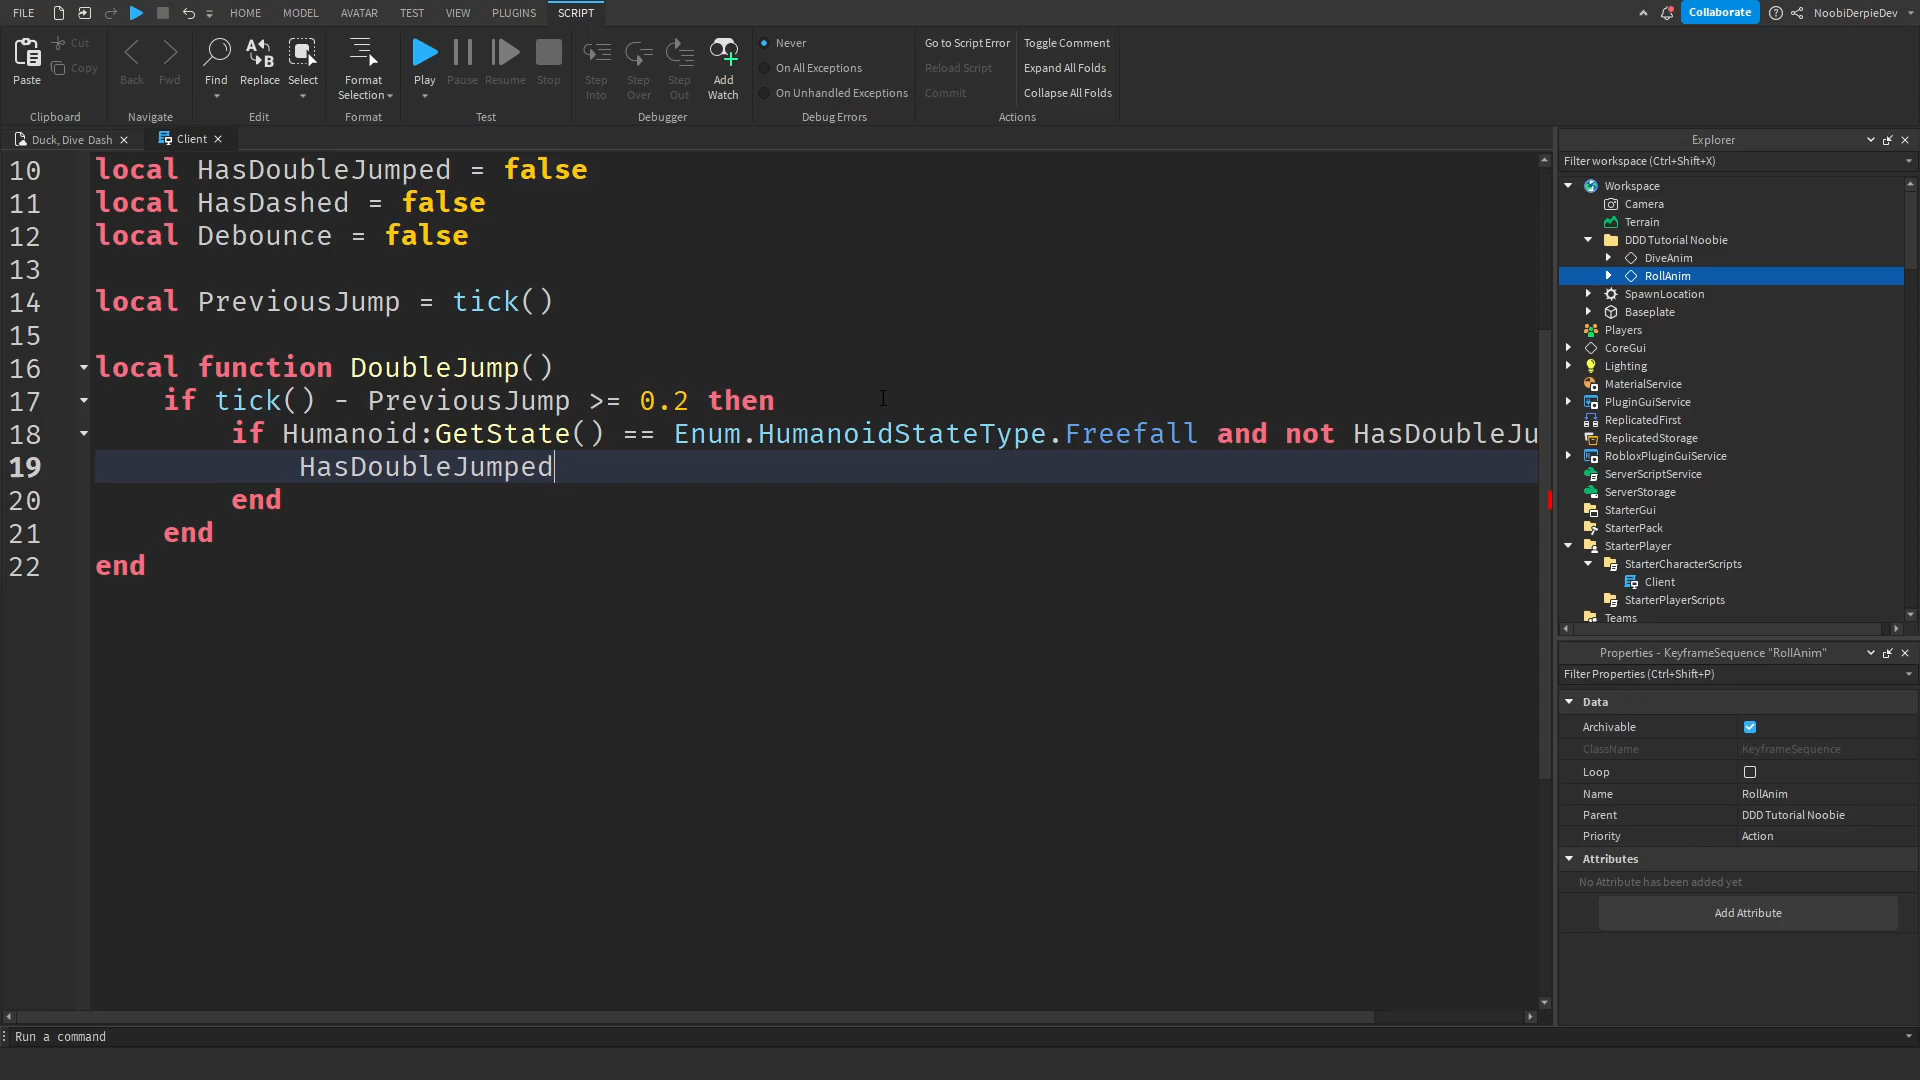 FILE HOME MODEL AVATAR TEST VIEW PLUGINS SCRIPT Collaborate NoobiDerpieDev
Paste Cut Copy Back Fwd Find Replace Select Format Selection Play Pause Resume Stop Step Into Step Over Step Out Add Watch
Never
On All Exceptions
On Unhandled Exceptions
Go to Script Error Toggle Comment
Reload Script Expand All Folds
Commit Collapse All Folds
Clipboard Navigate Edit Format Test Debugger Debug Errors Actions
Duck, Dive Dash Client
10 local HasDoubleJumped = false
11 local HasDashed = false
12 local Debounce = false
13
14 local PreviousJump = tick()
15
16 local function DoubleJump()
17 if tick() - PreviousJump >= 0.2 then
18 if Humanoid:GetState() == Enum.HumanoidStateType.Freefall and not HasDoubleJu
19 HasDoubleJumped
20 end
21 end
22 end
Explorer
Filter workspace (Ctrl+Shift+X)
Workspace
Camera
Terrain
DDD Tutorial Noobie
DiveAnim
RollAnim
SpawnLocation
Baseplate
Players
CoreGui
Lighting
MaterialService
PluginGuiService
ReplicatedFirst
ReplicatedStorage
RobloxPluginGuiService
ServerScriptService
ServerStorage
StarterGui
StarterPack
StarterPlayer
StarterCharacterScripts
Client
StarterPlayerScripts
Teams
Properties - KeyframeSequence "RollAnim"
Filter Properties (Ctrl+Shift+P)
Data
Archivable
ClassName KeyframeSequence
Loop
Name RollAnim
Parent DDD Tutorial Noobie
Priority Action
Attributes
No Attribute has been added yet
Add Attribute
Run a command